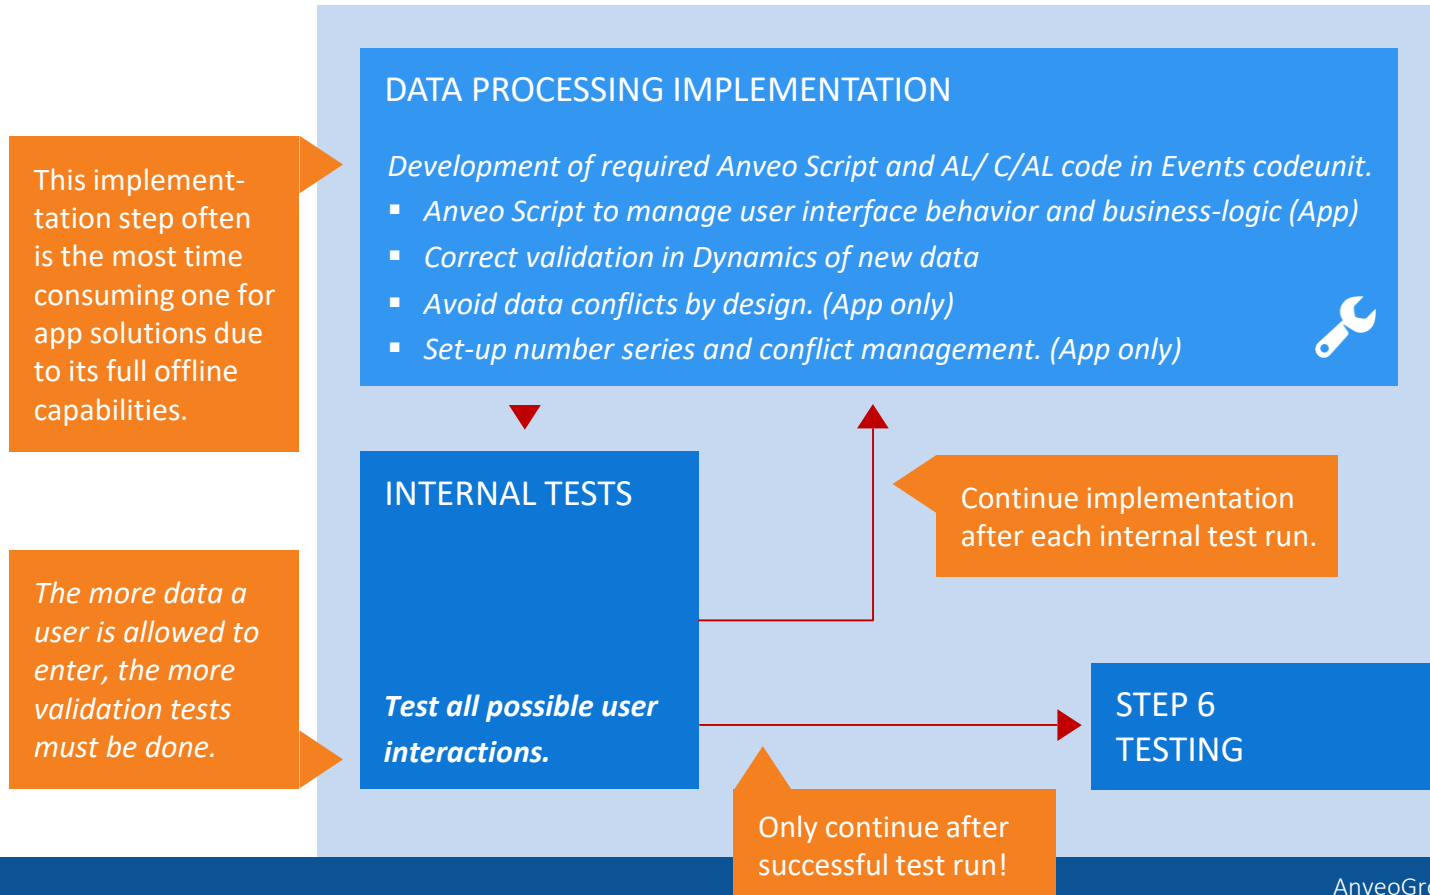 DATA PROCESSING IMPLEMENTATION
Development of required Anveo Script and AL/ C/AL code in Events codeunit.
▪ Anveo Script to manage user interface behavior and business-logic (App)
▪ Correct validation in Dynamics of new data
▪ Avoid data conflicts by design. (App only)
▪ Set-up number series and conflict management. (App only)
This implement-
tation step often
is the most time
consuming one for
app solutions due
to its full offline
capabilities.
INTERNAL TESTS
Test all possible user
interactions.
Continue implementation
after each internal test run.
The more data a
user is allowed to
enter, the more
validation tests
must be done.
STEP 6
TESTING
Only continue after
successful test run!